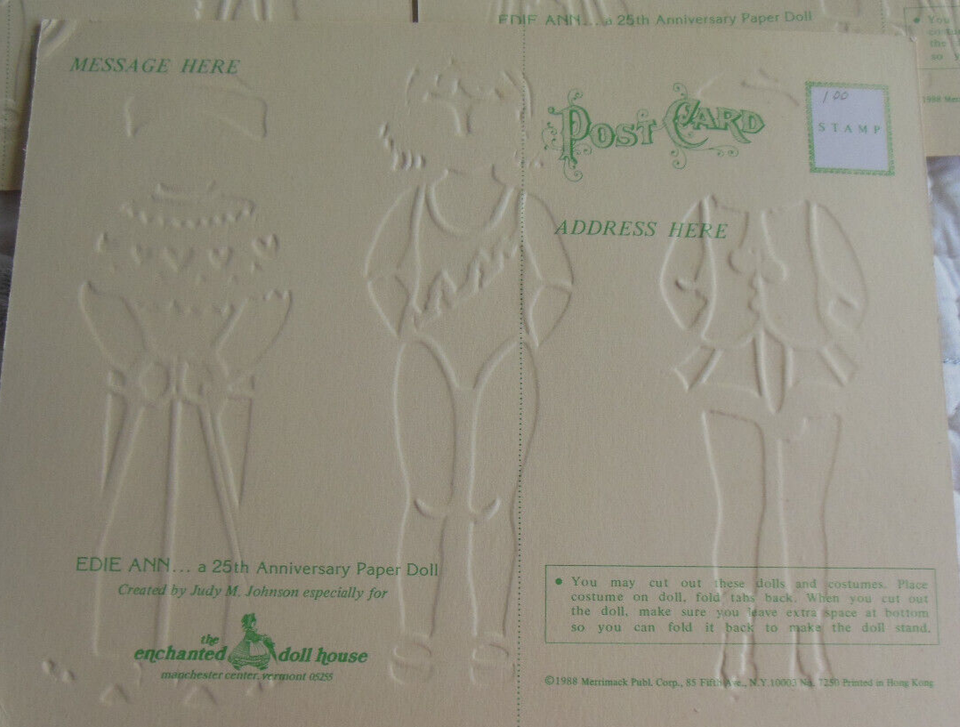 EDIE ANN... a 25th Anniversary Paper Doll
You
MESSAGE HERE
POST CARD
1 00
STAMP
ADDRESS HERE
EDIE ANN... a 25th Anniversary Paper Doll
Created by Judy M. Johnson especially for
the
enchanted doll house
manchester center, vermont 05255
• You may cut out these dolls and costumes. Place
costume on doll, fold tabs back. When you cut out
the doll, make sure you leave extra space at bottom
so you can fold it back to make the doll stand.
©1988 Merrimack Publ. Corp., 85 Fifth Ave., N.Y. 10003 No. 7250 Printed in Hong Kong